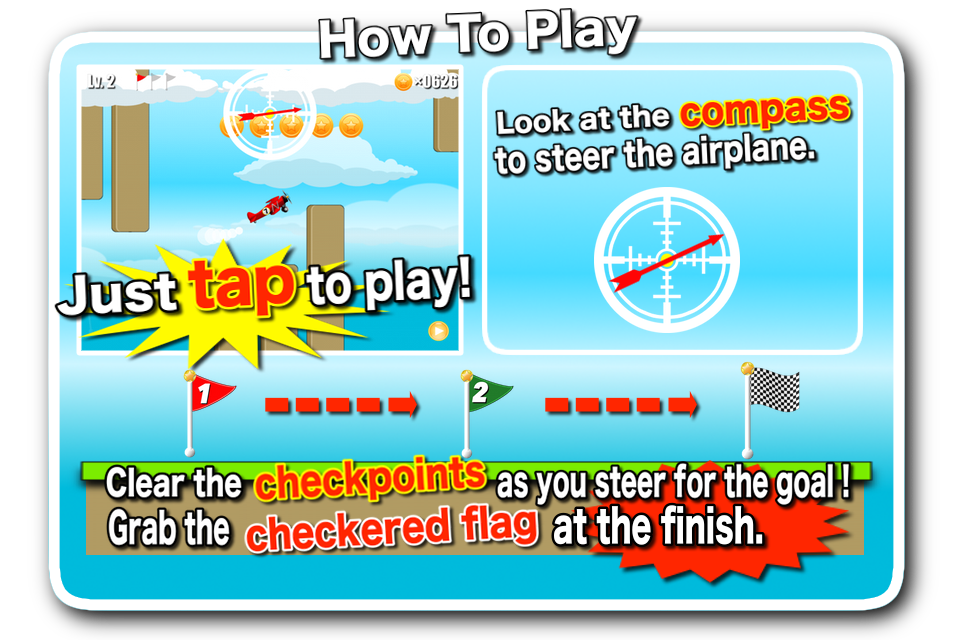 How To Play
Lv. 2
×0626
Just tap to play!
Look at the compass
to steer the airplane.
1
2
Clear the checkpoints as you steer for the goal !
Grab the checkered flag at the finish.